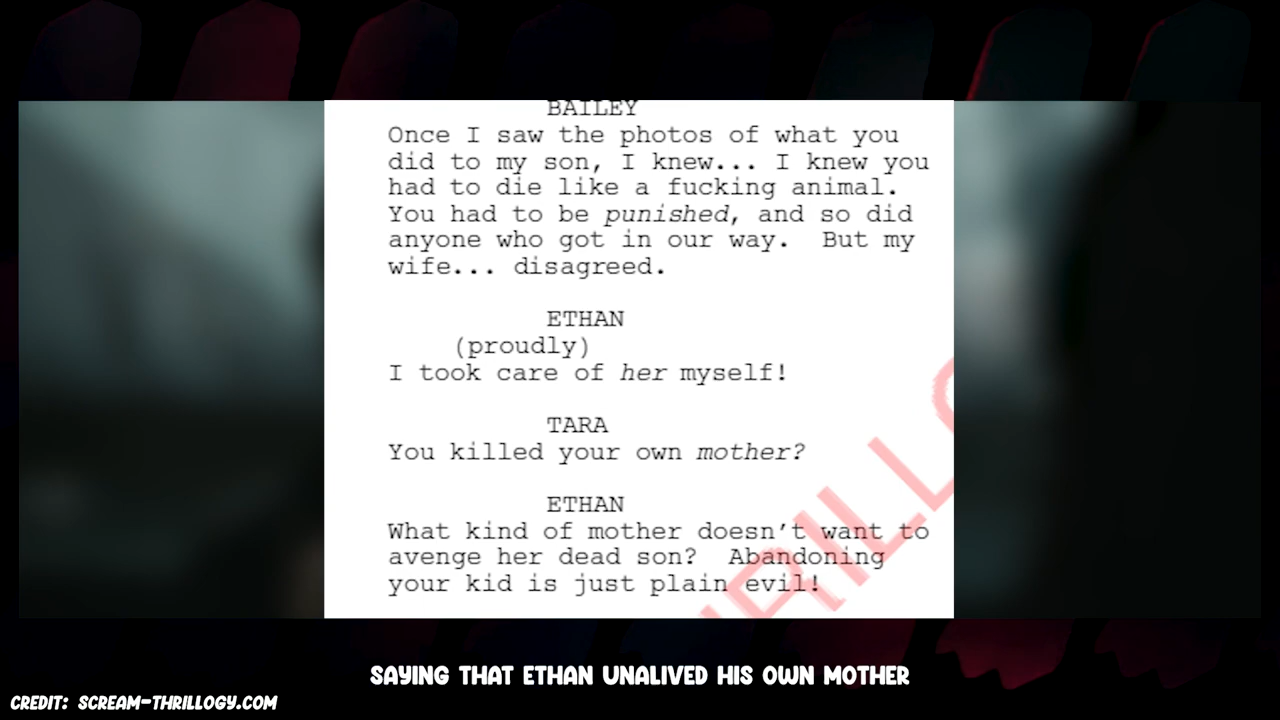 BAILEY
Once I saw the photos of what you
did to my son, I knew... I knew you
had to die like a fucking animal.
You had to be punished, and so did
anyone who got in our way.  But my
wife... disagreed.
ETHAN
(proudly)
I took care of her myself!
TARA
You killed your own mother?
ETHAN
What kind of mother doesn't want to
avenge her dead son?  Abandoning
your kid is just plain evil!
SAYING THAT ETHAN UNALIVED HIS OWN MOTHER
CREDIT: SCREAM-THRILLOGY.COM